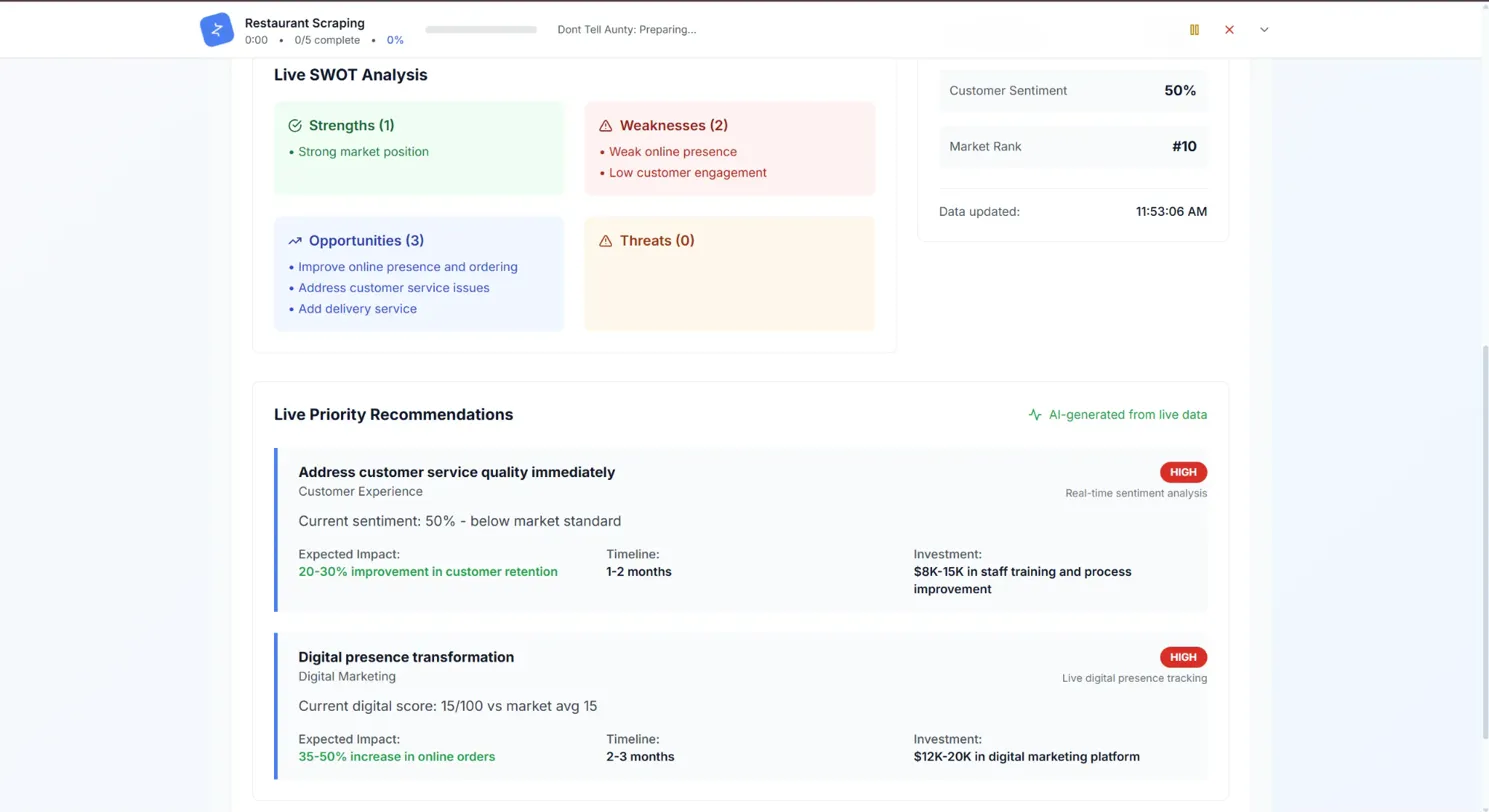 Restaurant Scraping
0:00 • 0/5 complete • 0%
Dont Tell Aunty: Preparing...
Live SWOT Analysis
Strengths (1)
• Strong market position
Weaknesses (2)
• Weak online presence
• Low customer engagement
Opportunities (3)
• Improve online presence and ordering
• Address customer service issues
• Add delivery service
Threats (0)
Customer Sentiment 50%
Market Rank #10
Data updated: 11:53:06 AM
Live Priority Recommendations
AI-generated from live data
Address customer service quality immediately
HIGH
Customer Experience
Real-time sentiment analysis
Current sentiment: 50% - below market standard
Expected Impact:
20-30% improvement in customer retention
Timeline:
1-2 months
Investment:
$8K-15K in staff training and process
improvement
Digital presence transformation
HIGH
Digital Marketing
Live digital presence tracking
Current digital score: 15/100 vs market avg 15
Expected Impact:
35-50% increase in online orders
Timeline:
2-3 months
Investment:
$12K-20K in digital marketing platform